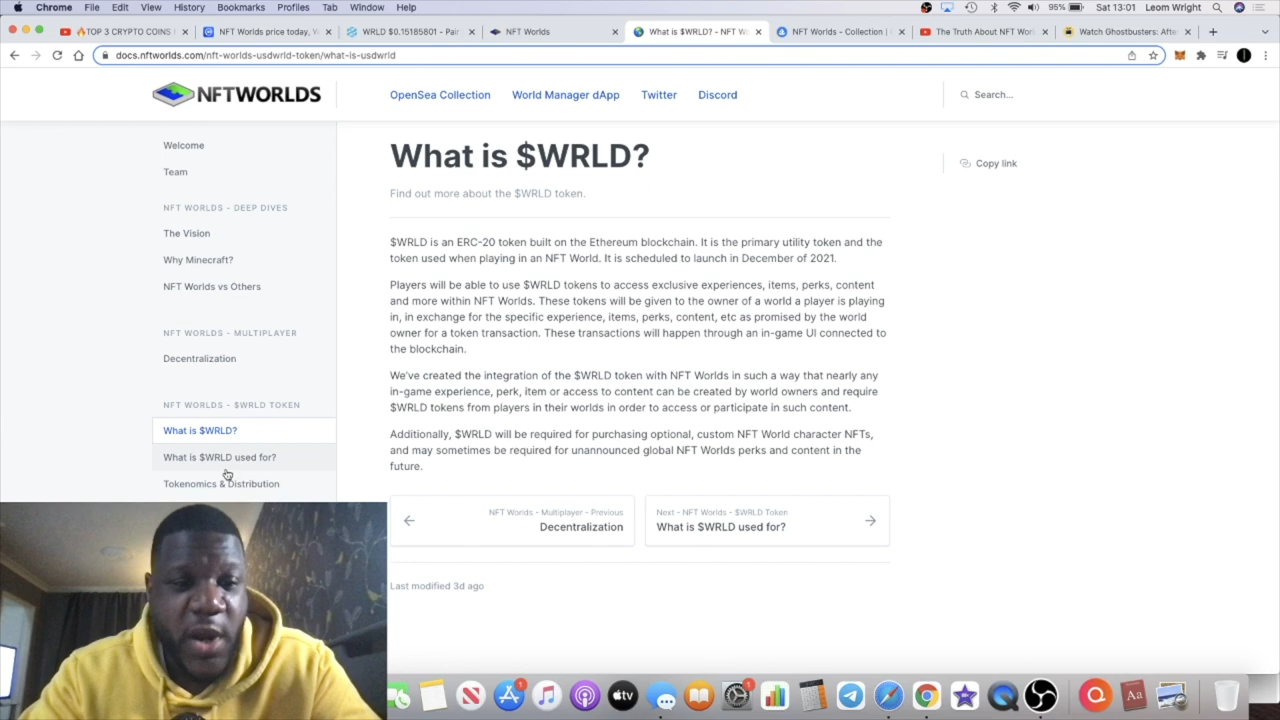 Chrome File Edit View History Bookmarks Profiles Tab Window Help
95% Sat 13:01 Leom Wright
🔥TOP 3 CRYPTO COINS
NFT Worlds price today, W
WRLD $0.15185801 - Pair
NFT Worlds
What is $WRLD? - NFT Wo
NFT Worlds - Collection |
The Truth About NFT Worl
Watch Ghostbusters: Afte
docs.nftworlds.com/nft-worlds-usdwrld-token/what-is-usdwrld
NFTWORLDS
OpenSea Collection World Manager dApp Twitter Discord
Search...
Welcome
Team
NFT WORLDS - DEEP DIVES
The Vision
Why Minecraft?
NFT Worlds vs Others
NFT WORLDS - MULTIPLAYER
Decentralization
NFT WORLDS - $WRLD TOKEN
What is $WRLD?
What is $WRLD used for?
Tokenomics & Distribution
What is $WRLD?
Copy link
Find out more about the $WRLD token.
$WRLD is an ERC-20 token built on the Ethereum blockchain. It is the primary utility token and the
token used when playing in an NFT World. It is scheduled to launch in December of 2021.
Players will be able to use $WRLD tokens to access exclusive experiences, items, perks, content
and more within NFT Worlds. These tokens will be given to the owner of a world a player is playing
in, in exchange for the specific experience, items, perks, content, etc as promised by the world
owner for a token transaction. These transactions will happen through an in-game UI connected to
the blockchain.
We've created the integration of the $WRLD token with NFT Worlds in such a way that nearly any
in-game experience, perk, item or access to content can be created by world owners and require
$WRLD tokens from players in their worlds in order to access or participate in such content.
Additionally, $WRLD will be required for purchasing optional, custom NFT World character NFTs,
and may sometimes be required for unannounced global NFT Worlds perks and content in the
future.
NFT Worlds - Multiplayer - Previous
Decentralization
Next - NFT Worlds - $WRLD Token
What is $WRLD used for?
Last modified 3d ago
1
tv
1
Aa